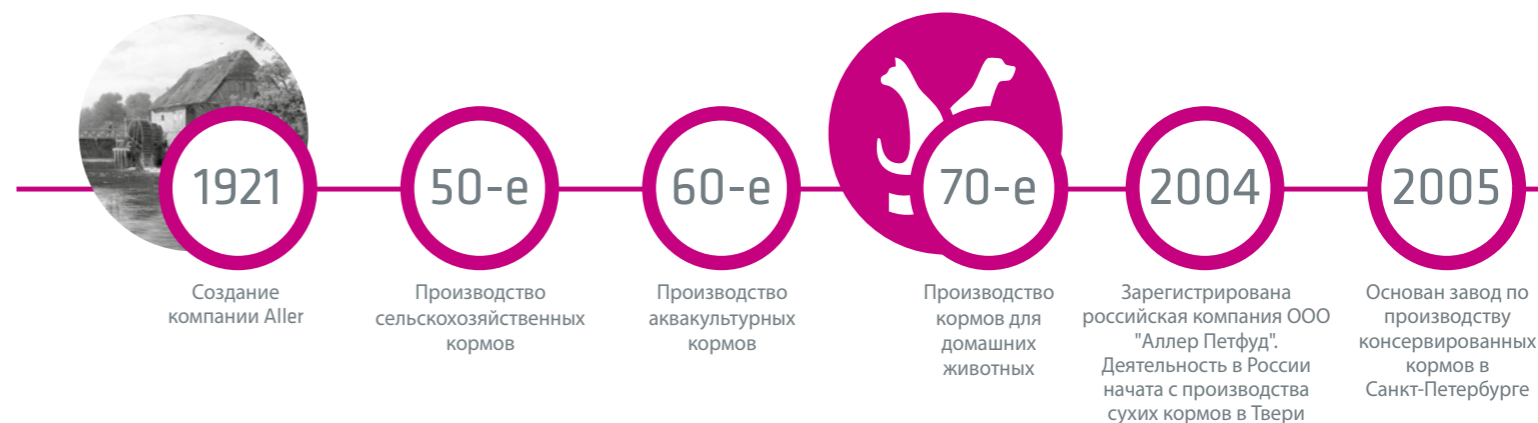 1921
Создание
компании Aller
50-е
Производство
сельскохозяйственных
кормов
60-е
Производство
аквакультурных
кормов
70-е
Производство
кормов для
домашних
животных
2004
Зарегистрирована
российская компания ООО
"Аллер Петфуд".
Деятельность в России
начата с производства
сухих кормов в Твери
2005
Основан завод по
производству
консервированных
кормов в
Санкт-Петербурге